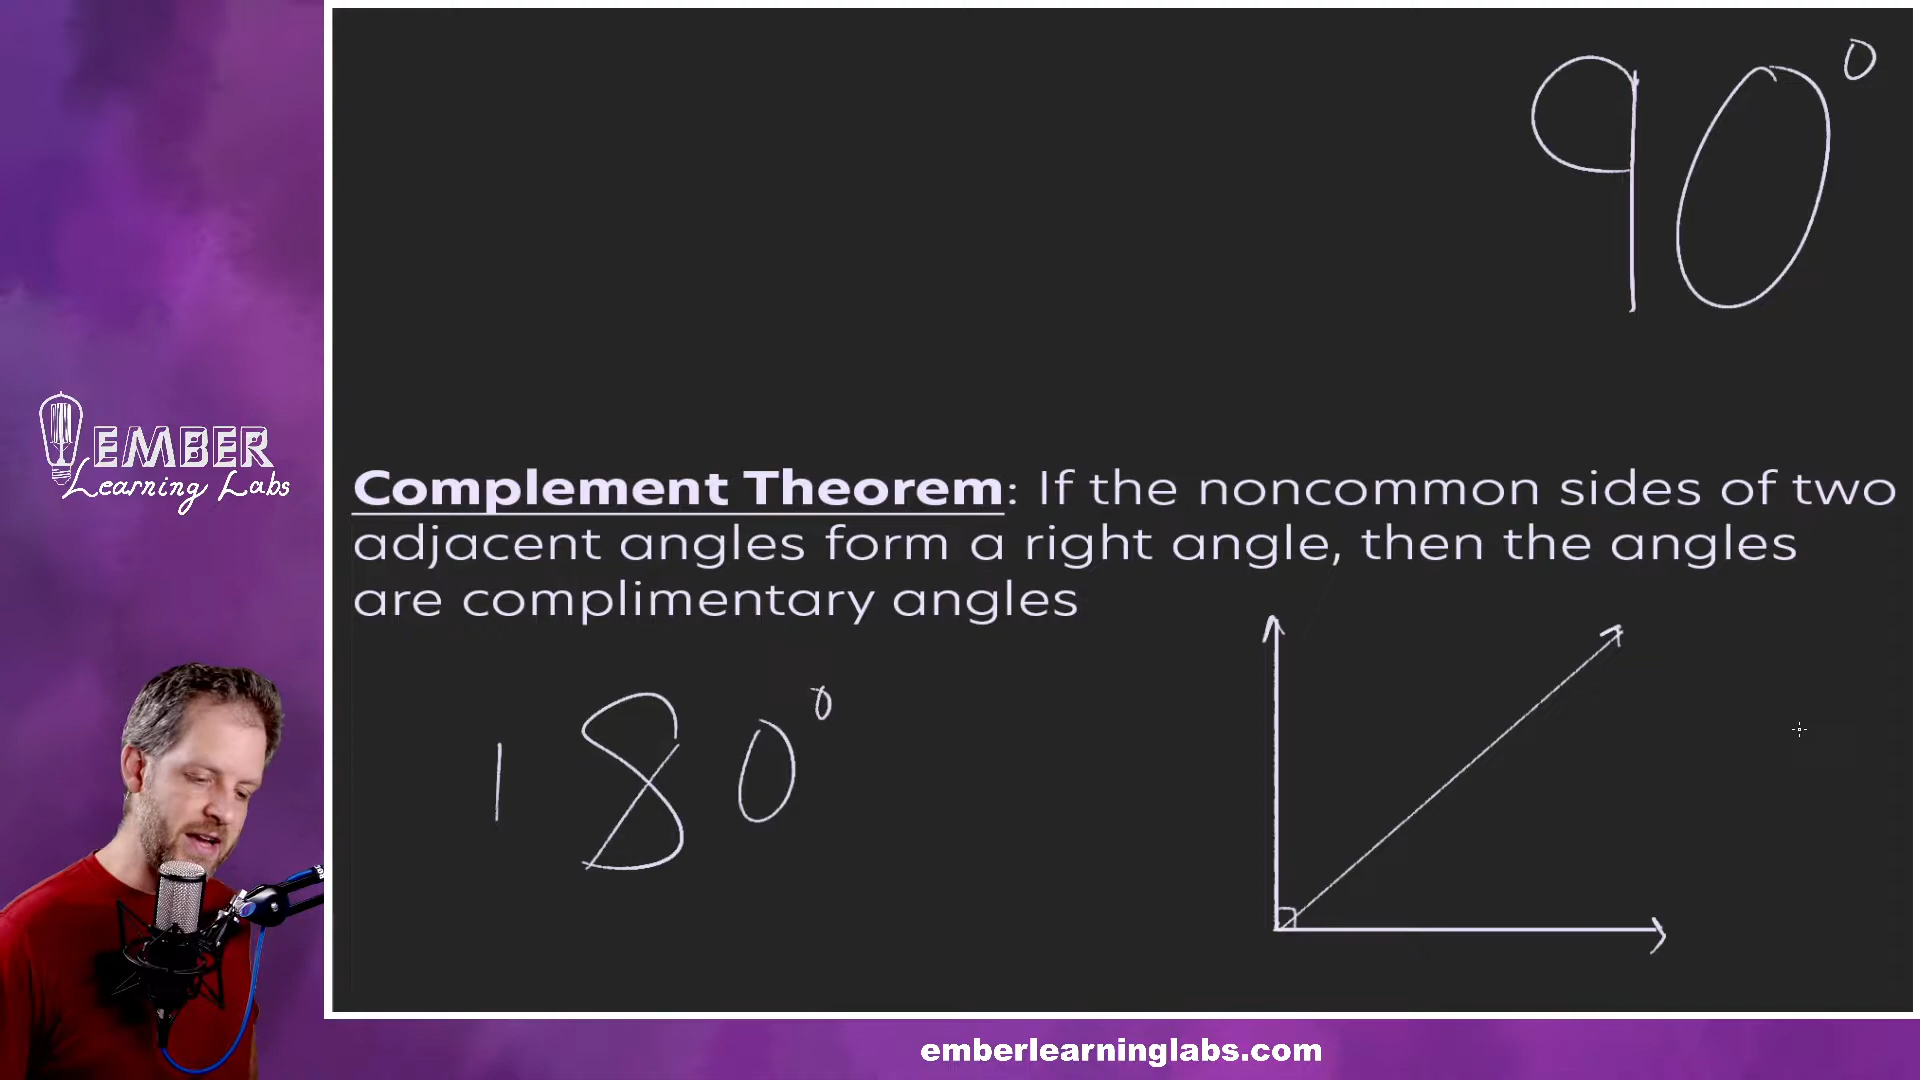 90°
EMBER
Learning Labs
Complement Theorem: If the noncommon sides of two
adjacent angles form a right angle, then the angles
are complimentary angles
180°
emberlearninglabs.com